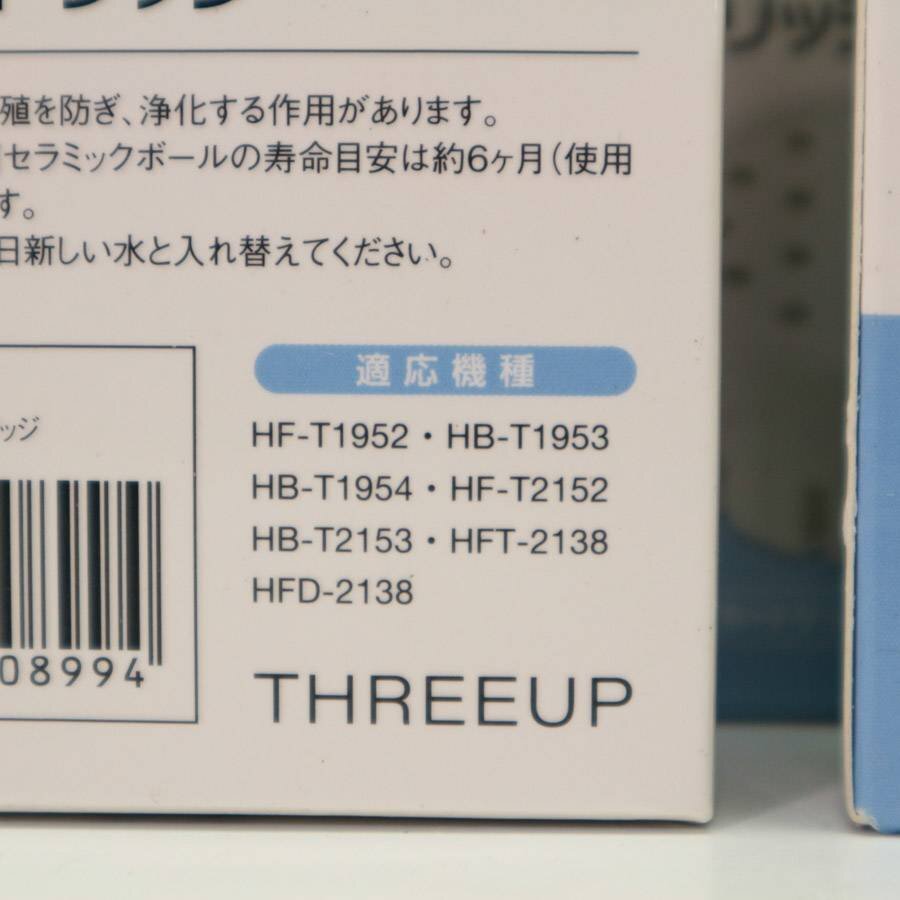 殖を防ぎ、浄化する作用があります。
セラミックボールの寿命目安は約6ヶ月(使用
す。
日新しい水と入れ替えてください。
ッジ
08994
適応機種
HF-T1952・HB-T1953
HB-T1954・HF-T2152
HB-T2153・HFT-2138
HFD-2138
THREEUP
リッジ